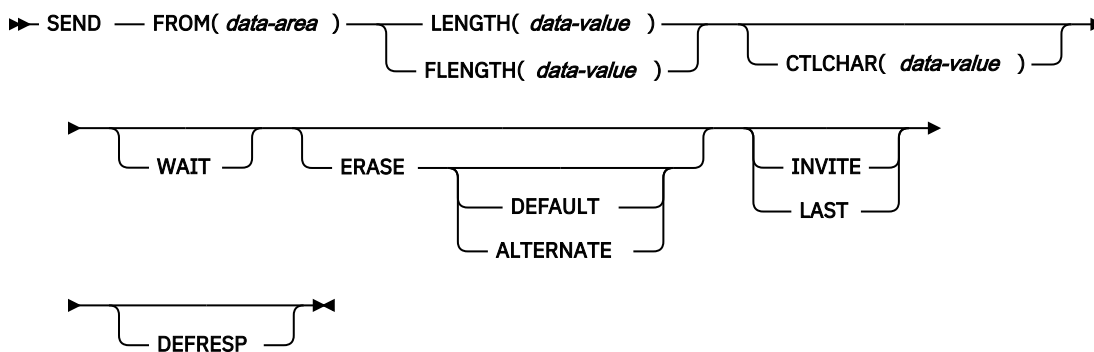 SEND FROM( data-area ) LENGTH( data-value )
FLENGTH( data-value )
CTLCHAR( data-value )
WAIT
ERASE
DEFAULT
ALTERNATE
INVITE
LAST
DEFRESP